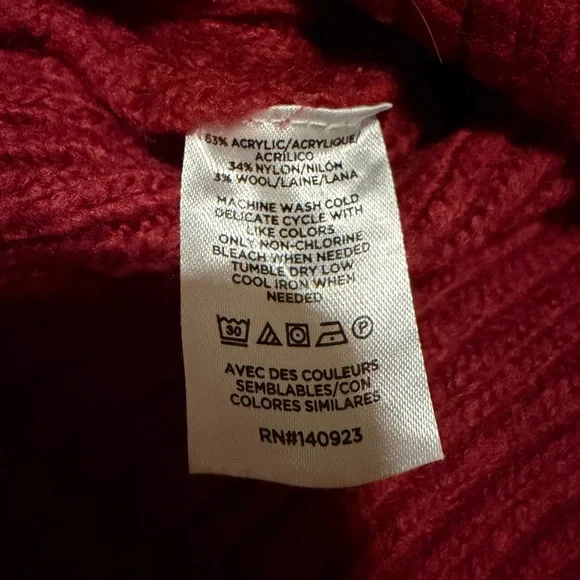 63% ACRYLIC/ACRYLIQUE/
ACRÍLICO
34% NYLON/NILÓN
3% WOOL/LAINE/LANA
MACHINE WASH COLD
DELICATE CYCLE WITH
LIKE COLORS
ONLY NON-CHLORINE
BLEACH WHEN NEEDED
TUMBLE DRY LOW
COOL IRON WHEN
NEEDED
30 P
AVEC DES COULEURS
SEMBLABLES/CON
COLORES SIMILARES
RN#140923